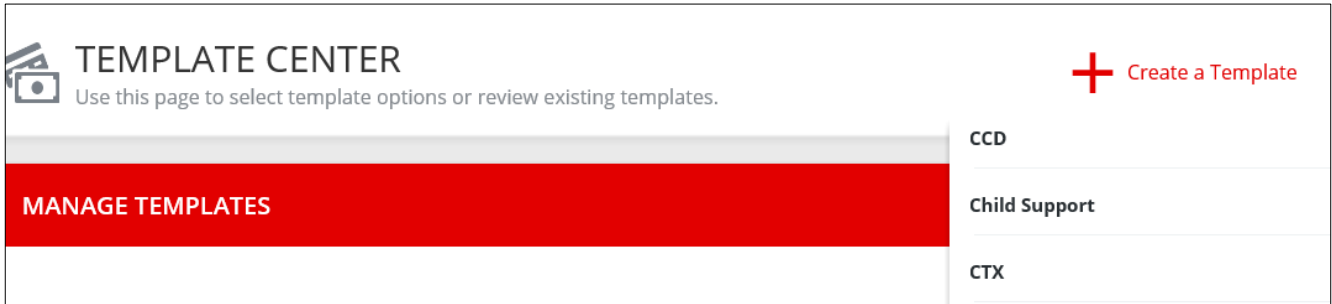 TEMPLATE CENTER
Use this page to select template options or review existing templates.
Create a Template
CCD
Child Support
CTX
MANAGE TEMPLATES